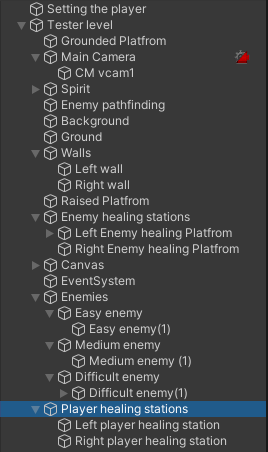 Setting the player
Tester level
Grounded Platfrom
Main Camera
CM vcam1
Spirit
Enemy pathfinding
Background
Ground
Walls
Left wall
Right wall
Raised Platfrom
Enemy healing stations
Left Enemy healing Platfrom
Right Enemy healing Platfrom
Canvas
EventSystem
Enemies
Easy enemy
Easy enemy(1)
Medium enemy
Medium enemy (1)
Difficult enemy
Difficult enemy(1)
Player healing stations
Left player healing station
Right player healing station